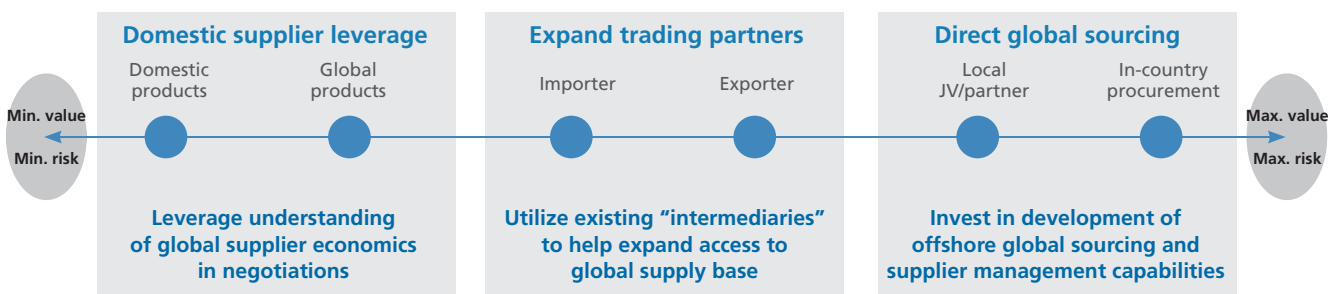 Domestic supplier leverage
Domestic
products
Global
products
Leverage understanding
of global supplier economics
in negotiations
Expand trading partners
Importer
Exporter
Utilize existing “intermediaries”
to help expand access to
global supply base
Direct global sourcing
Local
JV/partner
In-country
procurement
Invest in development of
offshore global sourcing and
supplier management capabilities
Min. value
Min. risk
Max. value
Max. risk